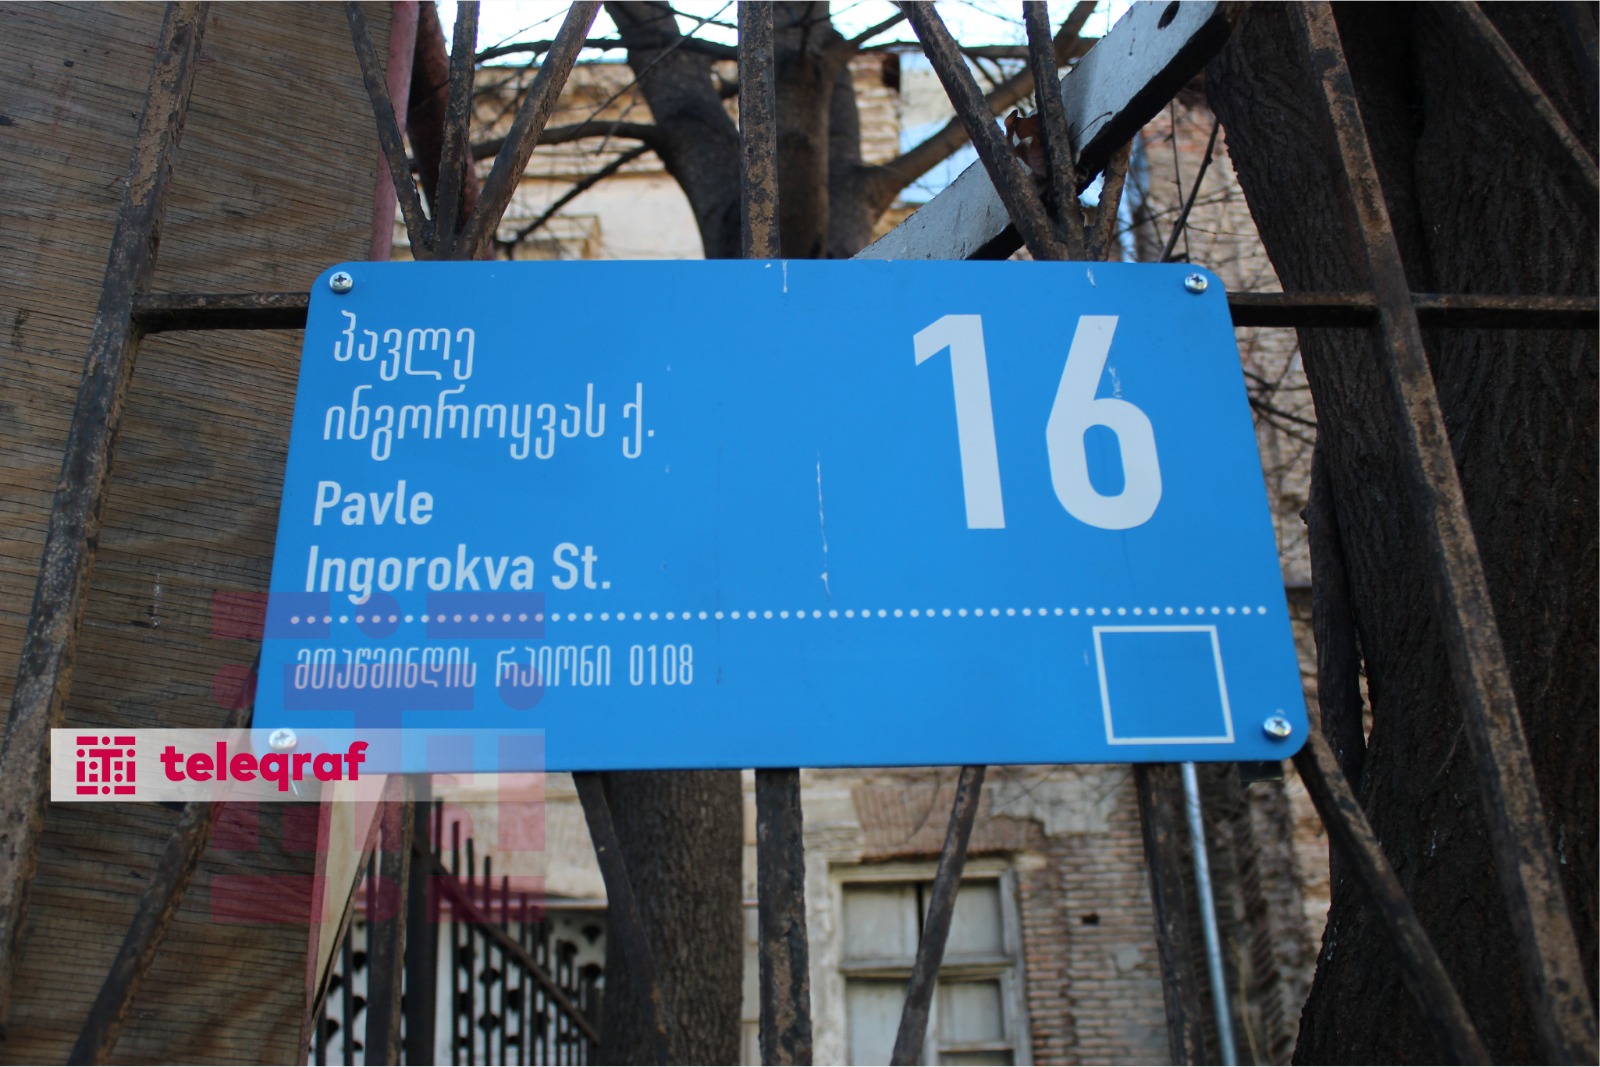 პავლე
ინგოროყვას ქ.
Pavle
Ingorokva St.
16
მთაწმინდის რაიონი 0108
teleqraf